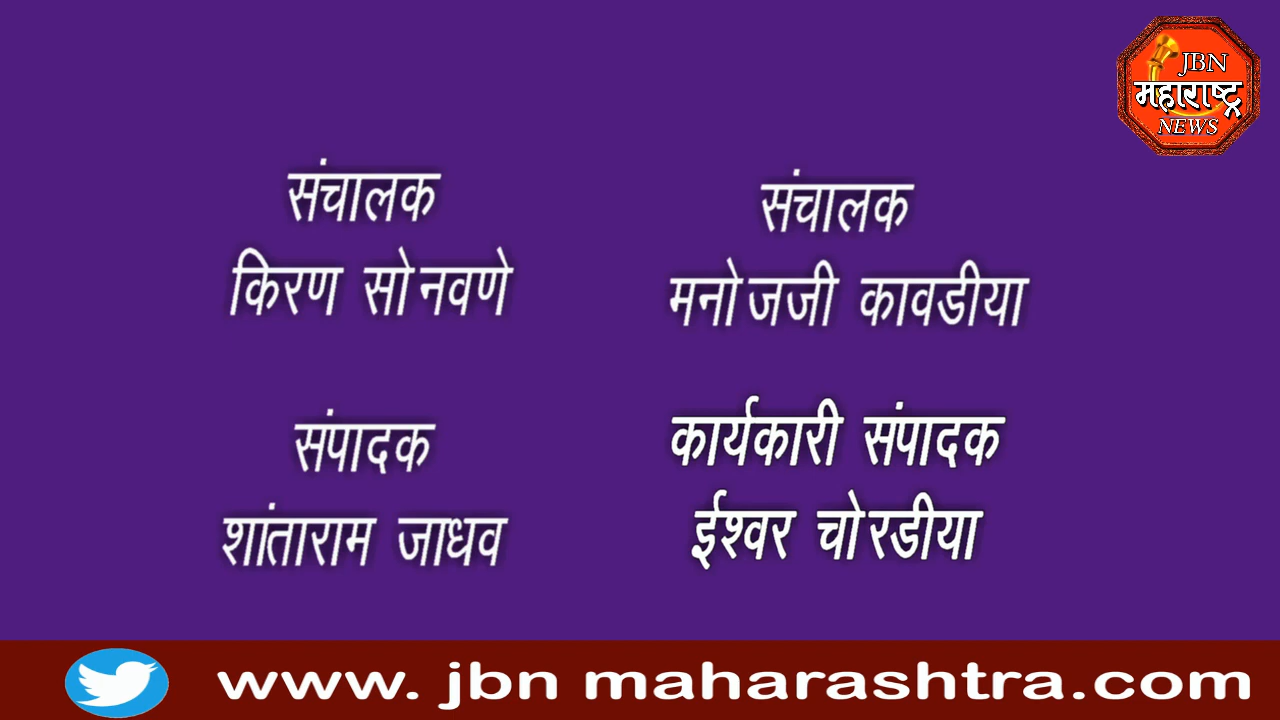 JBN
महाराष्ट्र
NEWS
संचालक
किरण सोनवणे
संचालक
मनोजजी कावडीया
संपादक
शांताराम जाधव
कार्यकारी संपादक
ईश्वर चोरडीया
www. jbn maharashtra.com